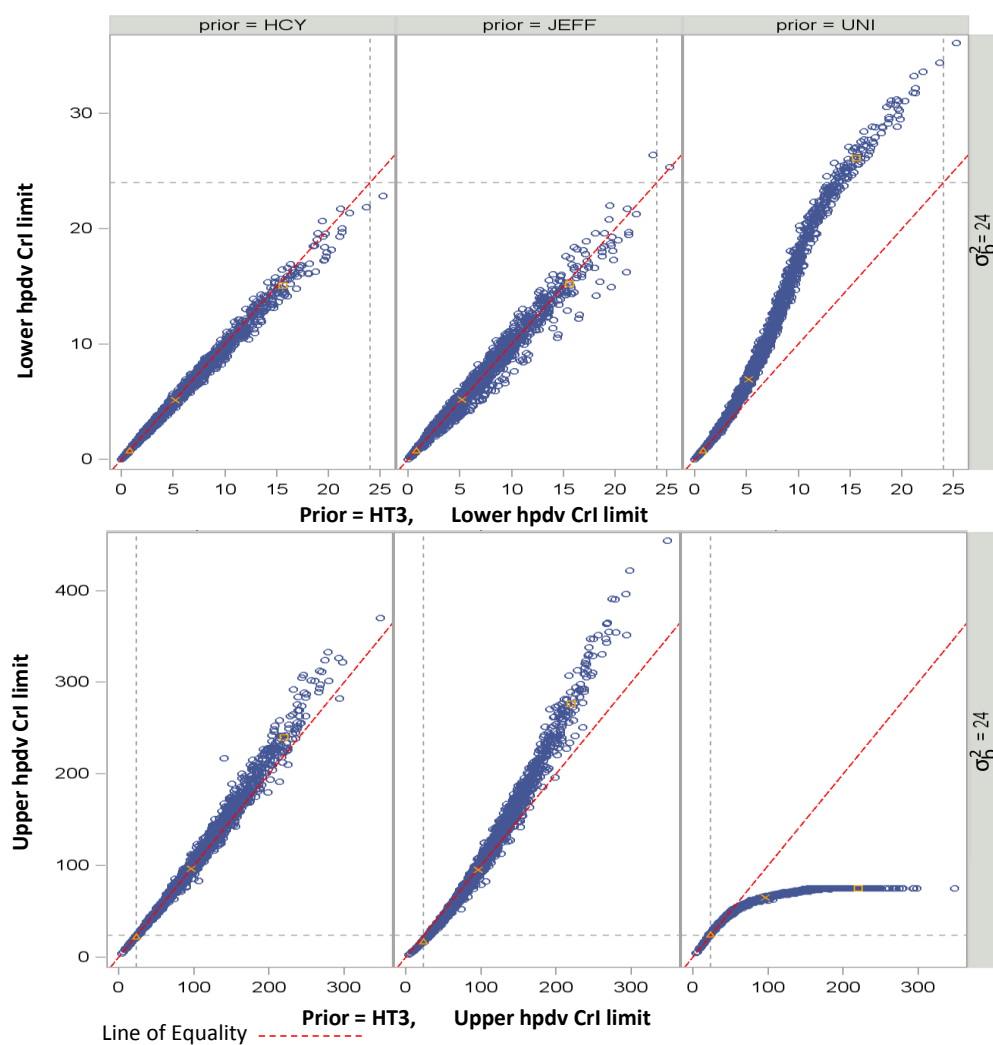 prior = HCY prior = JEFF prior = UNI
30
20
10
0
Lower hpdv CrI limit
σ²h = 24
0 5 10 15 20 25 0 5 10 15 20 25 0 5 10 15 20 25
Prior = HT3, Lower hpdv CrI limit
400
300
200
100
0
Upper hpdv CrI limit
σ²h = 24
0 100 200 300 0 100 200 300 0 100 200 300
Prior = HT3, Upper hpdv CrI limit
Line of Equality